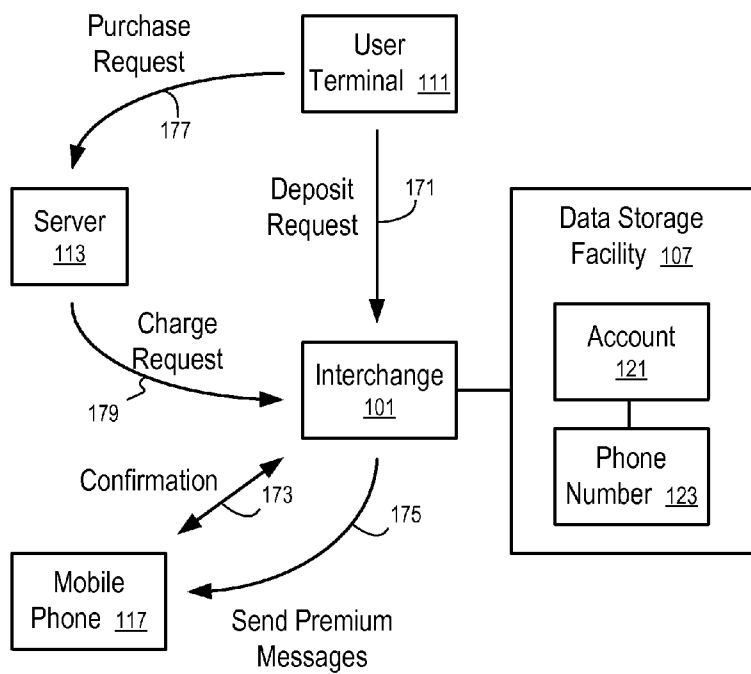 Purchase
Request
177
User
Terminal 111
Deposit
Request
171
Server
113
Data Storage
Facility 107
Account
121
Phone
Number 123
Charge
Request
179
Interchange
101
Confirmation
173
175
Mobile
Phone 117
Send Premium
Messages